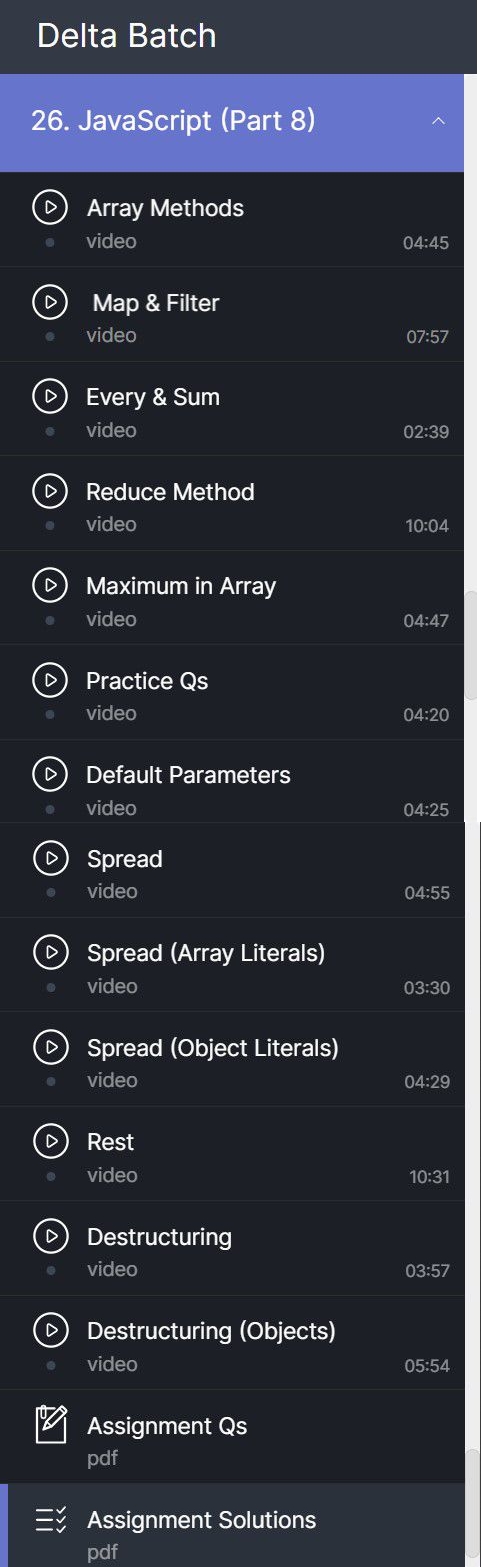 Delta Batch
26. JavaScript (Part 8)
Array Methods
video
04:45
Map & Filter
video
07:57
Every & Sum
video
02:39
Reduce Method
video
10:04
Maximum in Array
video
04:47
Practice Qs
video
04:20
Default Parameters
video
04:25
Spread
video
04:55
Spread (Array Literals)
video
03:30
Spread (Object Literals)
video
04:29
Rest
video
10:31
Destructuring
video
03:57
Destructuring (Objects)
video
05:54
Assignment Qs
pdf
Assignment Solutions
pdf